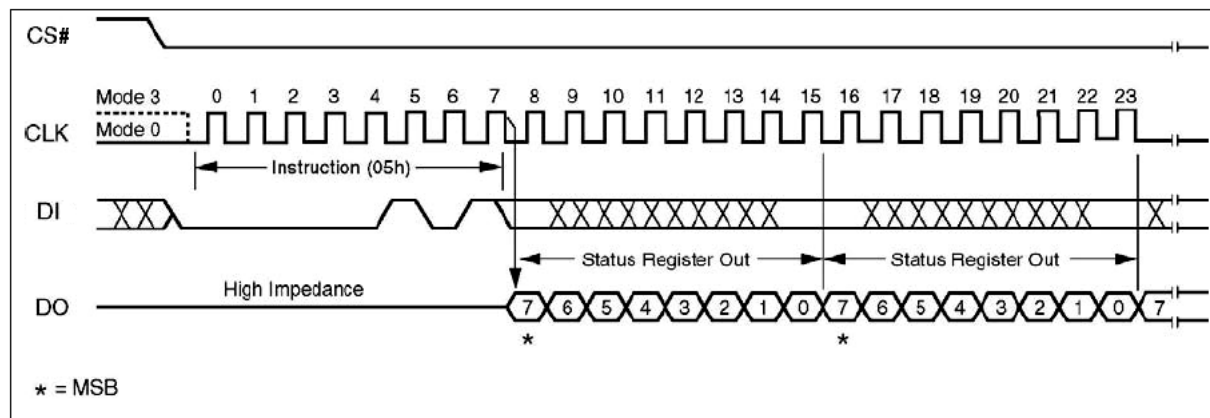 CS#
Mode 3 0 1 2 3 4 5 6 7 8 9 10 11 12 13 14 15 16 17 18 19 20 21 22 23
CLK Mode 0
Instruction (05h)
DI
Status Register Out Status Register Out
High Impedance
DO 7 6 5 4 3 2 1 0 7 6 5 4 3 2 1 0 7
* *
* = MSB